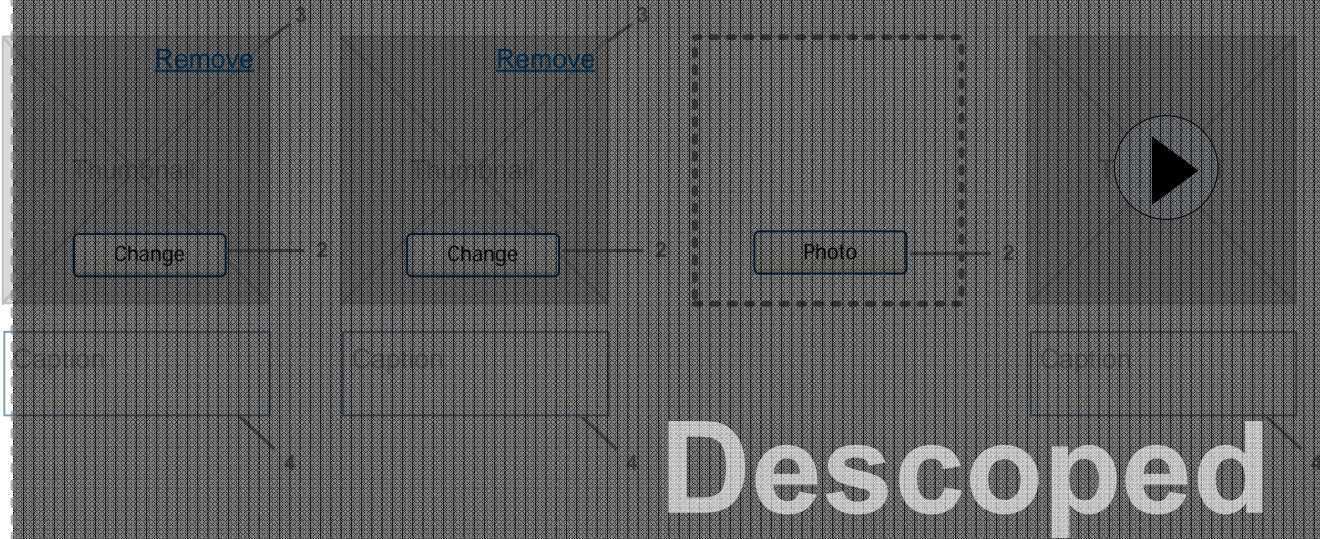 3
3
Remove
Remove
Thumbnail
Thumbnail
T
Change
2
Change
2
Photo
2
Caption
Caption
Caption
4
4
4
Descoped